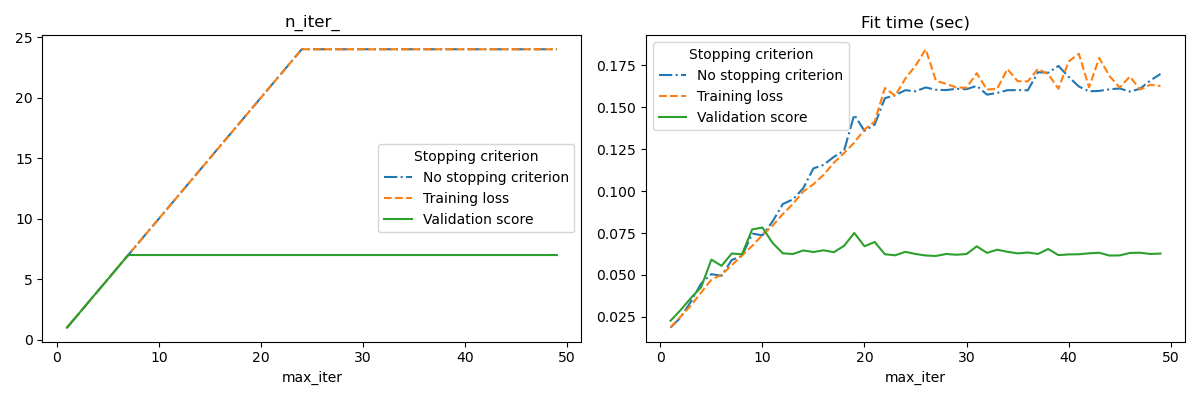 n_iter_
25
20
15
10
5
0
Stopping criterion
No stopping criterion
Training loss
Validation score
0 10 20 30 40 50
max_iter
Fit time (sec)
0.175
0.150
0.125
0.100
0.075
0.050
0.025
Stopping criterion
No stopping criterion
Training loss
Validation score
0 10 20 30 40 50
max_iter